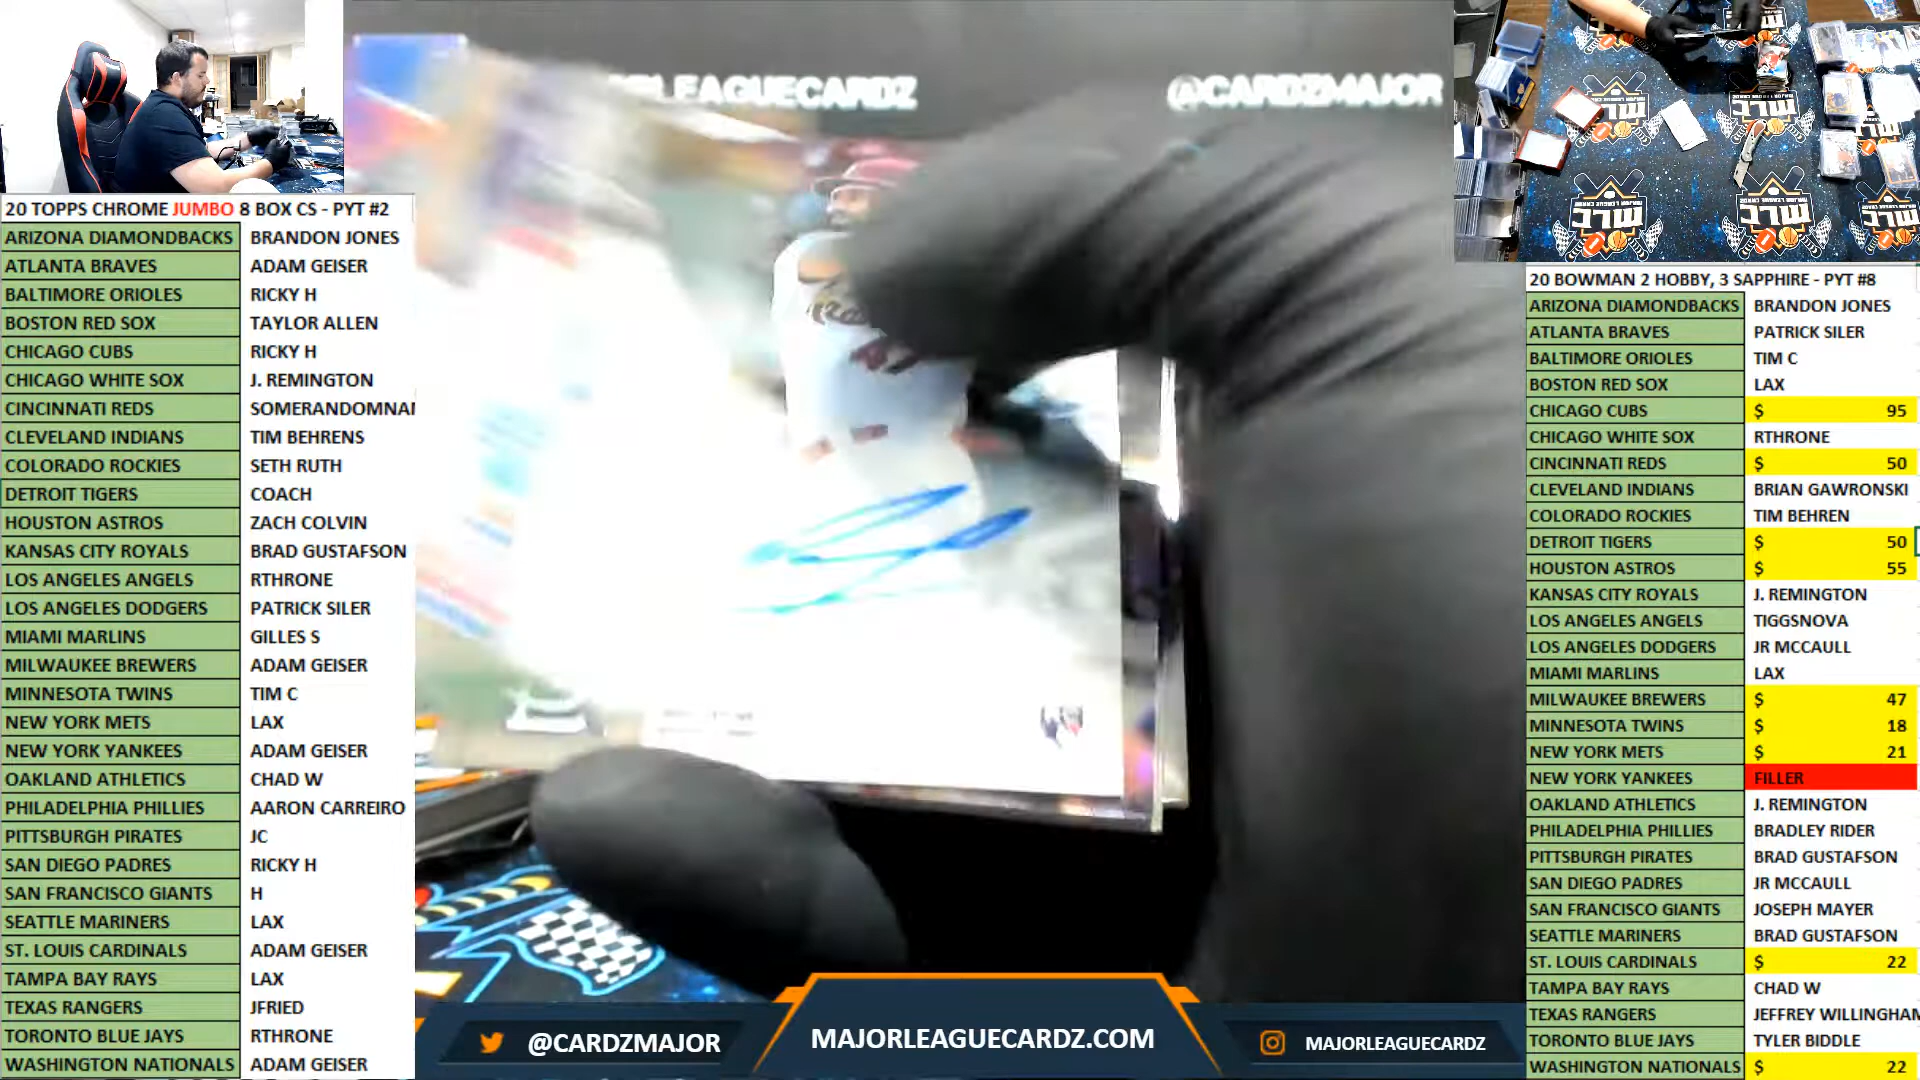 LEAGUECARDZ
@CARDZMAJOR
20 TOPPS CHROME JUMBO 8 BOX CS - PYT #2
ARIZONA DIAMONDBACKS BRANDON JONES
ATLANTA BRAVES ADAM GEISER
BALTIMORE ORIOLES RICKY H
BOSTON RED SOX TAYLOR ALLEN
CHICAGO CUBS RICKY H
CHICAGO WHITE SOX J. REMINGTON
CINCINNATI REDS SOMERANDOMNA
CLEVELAND INDIANS TIM BEHRENS
COLORADO ROCKIES SETH RUTH
DETROIT TIGERS COACH
HOUSTON ASTROS ZACH COLVIN
KANSAS CITY ROYALS BRAD GUSTAFSON
LOS ANGELES ANGELS RTHRONE
LOS ANGELES DODGERS PATRICK SILER
MIAMI MARLINS GILLES S
MILWAUKEE BREWERS ADAM GEISER
MINNESOTA TWINS TIM C
NEW YORK METS LAX
NEW YORK YANKEES ADAM GEISER
OAKLAND ATHLETICS CHAD W
PHILADELPHIA PHILLIES AARON CARREIRO
PITTSBURGH PIRATES JC
SAN DIEGO PADRES RICKY H
SAN FRANCISCO GIANTS H
SEATTLE MARINERS LAX
ST. LOUIS CARDINALS ADAM GEISER
TAMPA BAY RAYS LAX
TEXAS RANGERS JFRIED
TORONTO BLUE JAYS RTHRONE
WASHINGTON NATIONALS ADAM GEISER
20 BOWMAN 2 HOBBY, 3 SAPPHIRE - PYT #8
ARIZONA DIAMONDBACKS BRANDON JONES
ATLANTA BRAVES PATRICK SILER
BALTIMORE ORIOLES TIM C
BOSTON RED SOX LAX
CHICAGO CUBS $ 95
CHICAGO WHITE SOX RTHRONE
CINCINNATI REDS $ 50
CLEVELAND INDIANS BRIAN GAWRONSKI
COLORADO ROCKIES TIM BEHREN
DETROIT TIGERS $ 50
HOUSTON ASTROS $ 55
KANSAS CITY ROYALS J. REMINGTON
LOS ANGELES ANGELS TIGGSNOVA
LOS ANGELES DODGERS JR MCCAULL
MIAMI MARLINS LAX
MILWAUKEE BREWERS $ 47
MINNESOTA TWINS $ 18
NEW YORK METS $ 21
NEW YORK YANKEES FILLER
OAKLAND ATHLETICS J. REMINGTON
PHILADELPHIA PHILLIES BRADLEY RIDER
PITTSBURGH PIRATES BRAD GUSTAFSON
SAN DIEGO PADRES JR MCCAULL
SAN FRANCISCO GIANTS JOSEPH MAYER
SEATTLE MARINERS BRAD GUSTAFSON
ST. LOUIS CARDINALS $ 22
TAMPA BAY RAYS CHAD W
TEXAS RANGERS JEFFREY WILLINGHAM
TORONTO BLUE JAYS TYLER BIDDLE
WASHINGTON NATIONALS $ 22
@CARDZMAJOR
MAJORLEAGUECARDZ.COM
MAJORLEAGUECARDZ